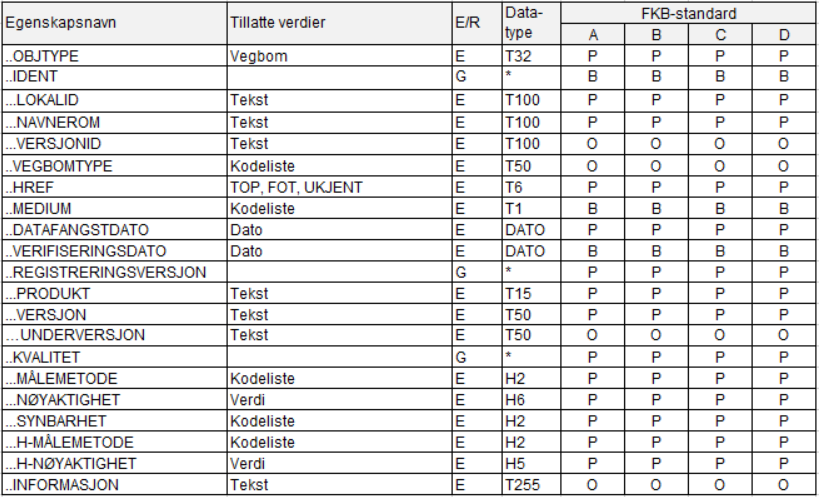 Egenskapsnavn Tillatte verdier E/R Data-type FKB-standard
A B C D
..OBJTYPE Vegbom E T32 P P P P
..IDENT G * B B B B
...LOKALID Tekst E T100 P P P P
...NAVNEROM Tekst E T100 P P P P
...VERSJONID Tekst E T100 O O O O
..VEGBOMTYPE Kodeliste E T50 O O O O
..HREF TOP, FOT, UKJENT E T6 P P P P
..MEDIUM Kodeliste E T1 B B B B
..DATAFANGSTDATO Dato E DATO P P P P
..VERIFISERINGSDATO Dato E DATO B B B B
..REGISTRERINGSVERSJON G * P P P P
...PRODUKT Tekst E T15 P P P P
...VERSJON Tekst E T50 P P P P
...UNDERVERSJON Tekst E T50 O O O O
..KVALITET G * P P P P
...MÅLEMETODE Kodeliste E H2 P P P P
...NØYAKTIGHET Verdi E H6 P P P P
...SYNBARHET Kodeliste E H2 P P P P
...H-MÅLEMETODE Kodeliste E H2 P P P P
...H-NØYAKTIGHET Verdi E H5 P P P P
..INFORMASJON Tekst E T255 O O O O